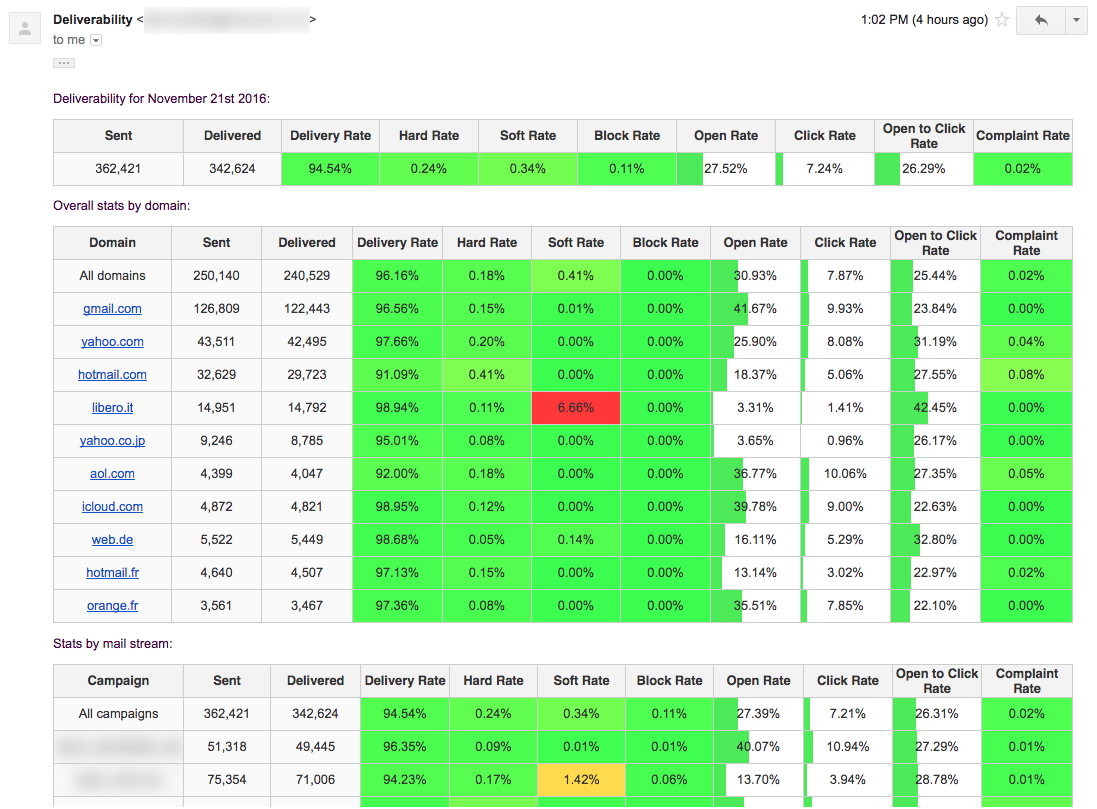 Deliverability < >
1:02 PM (4 hours ago)
to me
Deliverability for November 21st 2016:
Sent Delivered Delivery Rate Hard Rate Soft Rate Block Rate Open Rate Click Rate Open to Click Rate Complaint Rate
362,421 342,624 94.54% 0.24% 0.34% 0.11% 27.52% 7.24% 26.29% 0.02%
Overall stats by domain:
Domain Sent Delivered Delivery Rate Hard Rate Soft Rate Block Rate Open Rate Click Rate Open to Click Rate Complaint Rate
All domains 250,140 240,529 96.16% 0.18% 0.41% 0.00% 30.93% 7.87% 25.44% 0.02%
gmail.com 126,809 122,443 96.56% 0.15% 0.01% 0.00% 41.67% 9.93% 23.84% 0.00%
yahoo.com 43,511 42,495 97.66% 0.20% 0.00% 0.00% 25.90% 8.08% 31.19% 0.04%
hotmail.com 32,629 29,723 91.09% 0.41% 0.00% 0.00% 18.37% 5.06% 27.55% 0.08%
libero.it 14,951 14,792 98.94% 0.11% 6.66% 0.00% 3.31% 1.41% 42.45% 0.00%
yahoo.co.jp 9,246 8,785 95.01% 0.08% 0.00% 0.00% 3.65% 0.96% 26.17% 0.00%
aol.com 4,399 4,047 92.00% 0.18% 0.00% 0.00% 36.77% 10.06% 27.35% 0.05%
icloud.com 4,872 4,821 98.95% 0.12% 0.00% 0.00% 39.78% 9.00% 22.63% 0.00%
web.de 5,522 5,449 98.68% 0.05% 0.14% 0.00% 16.11% 5.29% 32.80% 0.00%
hotmail.fr 4,640 4,507 97.13% 0.15% 0.00% 0.00% 13.14% 3.02% 22.97% 0.02%
orange.fr 3,561 3,467 97.36% 0.08% 0.00% 0.00% 35.51% 7.85% 22.10% 0.00%
Stats by mail stream:
Campaign Sent Delivered Delivery Rate Hard Rate Soft Rate Block Rate Open Rate Click Rate Open to Click Rate Complaint Rate
All campaigns 362,421 342,624 94.54% 0.24% 0.34% 0.11% 27.39% 7.21% 26.31% 0.02%
51,318 49,445 96.35% 0.09% 0.01% 0.01% 40.07% 10.94% 27.29% 0.01%
75,354 71,006 94.23% 0.17% 1.42% 0.06% 13.70% 3.94% 28.78% 0.01%